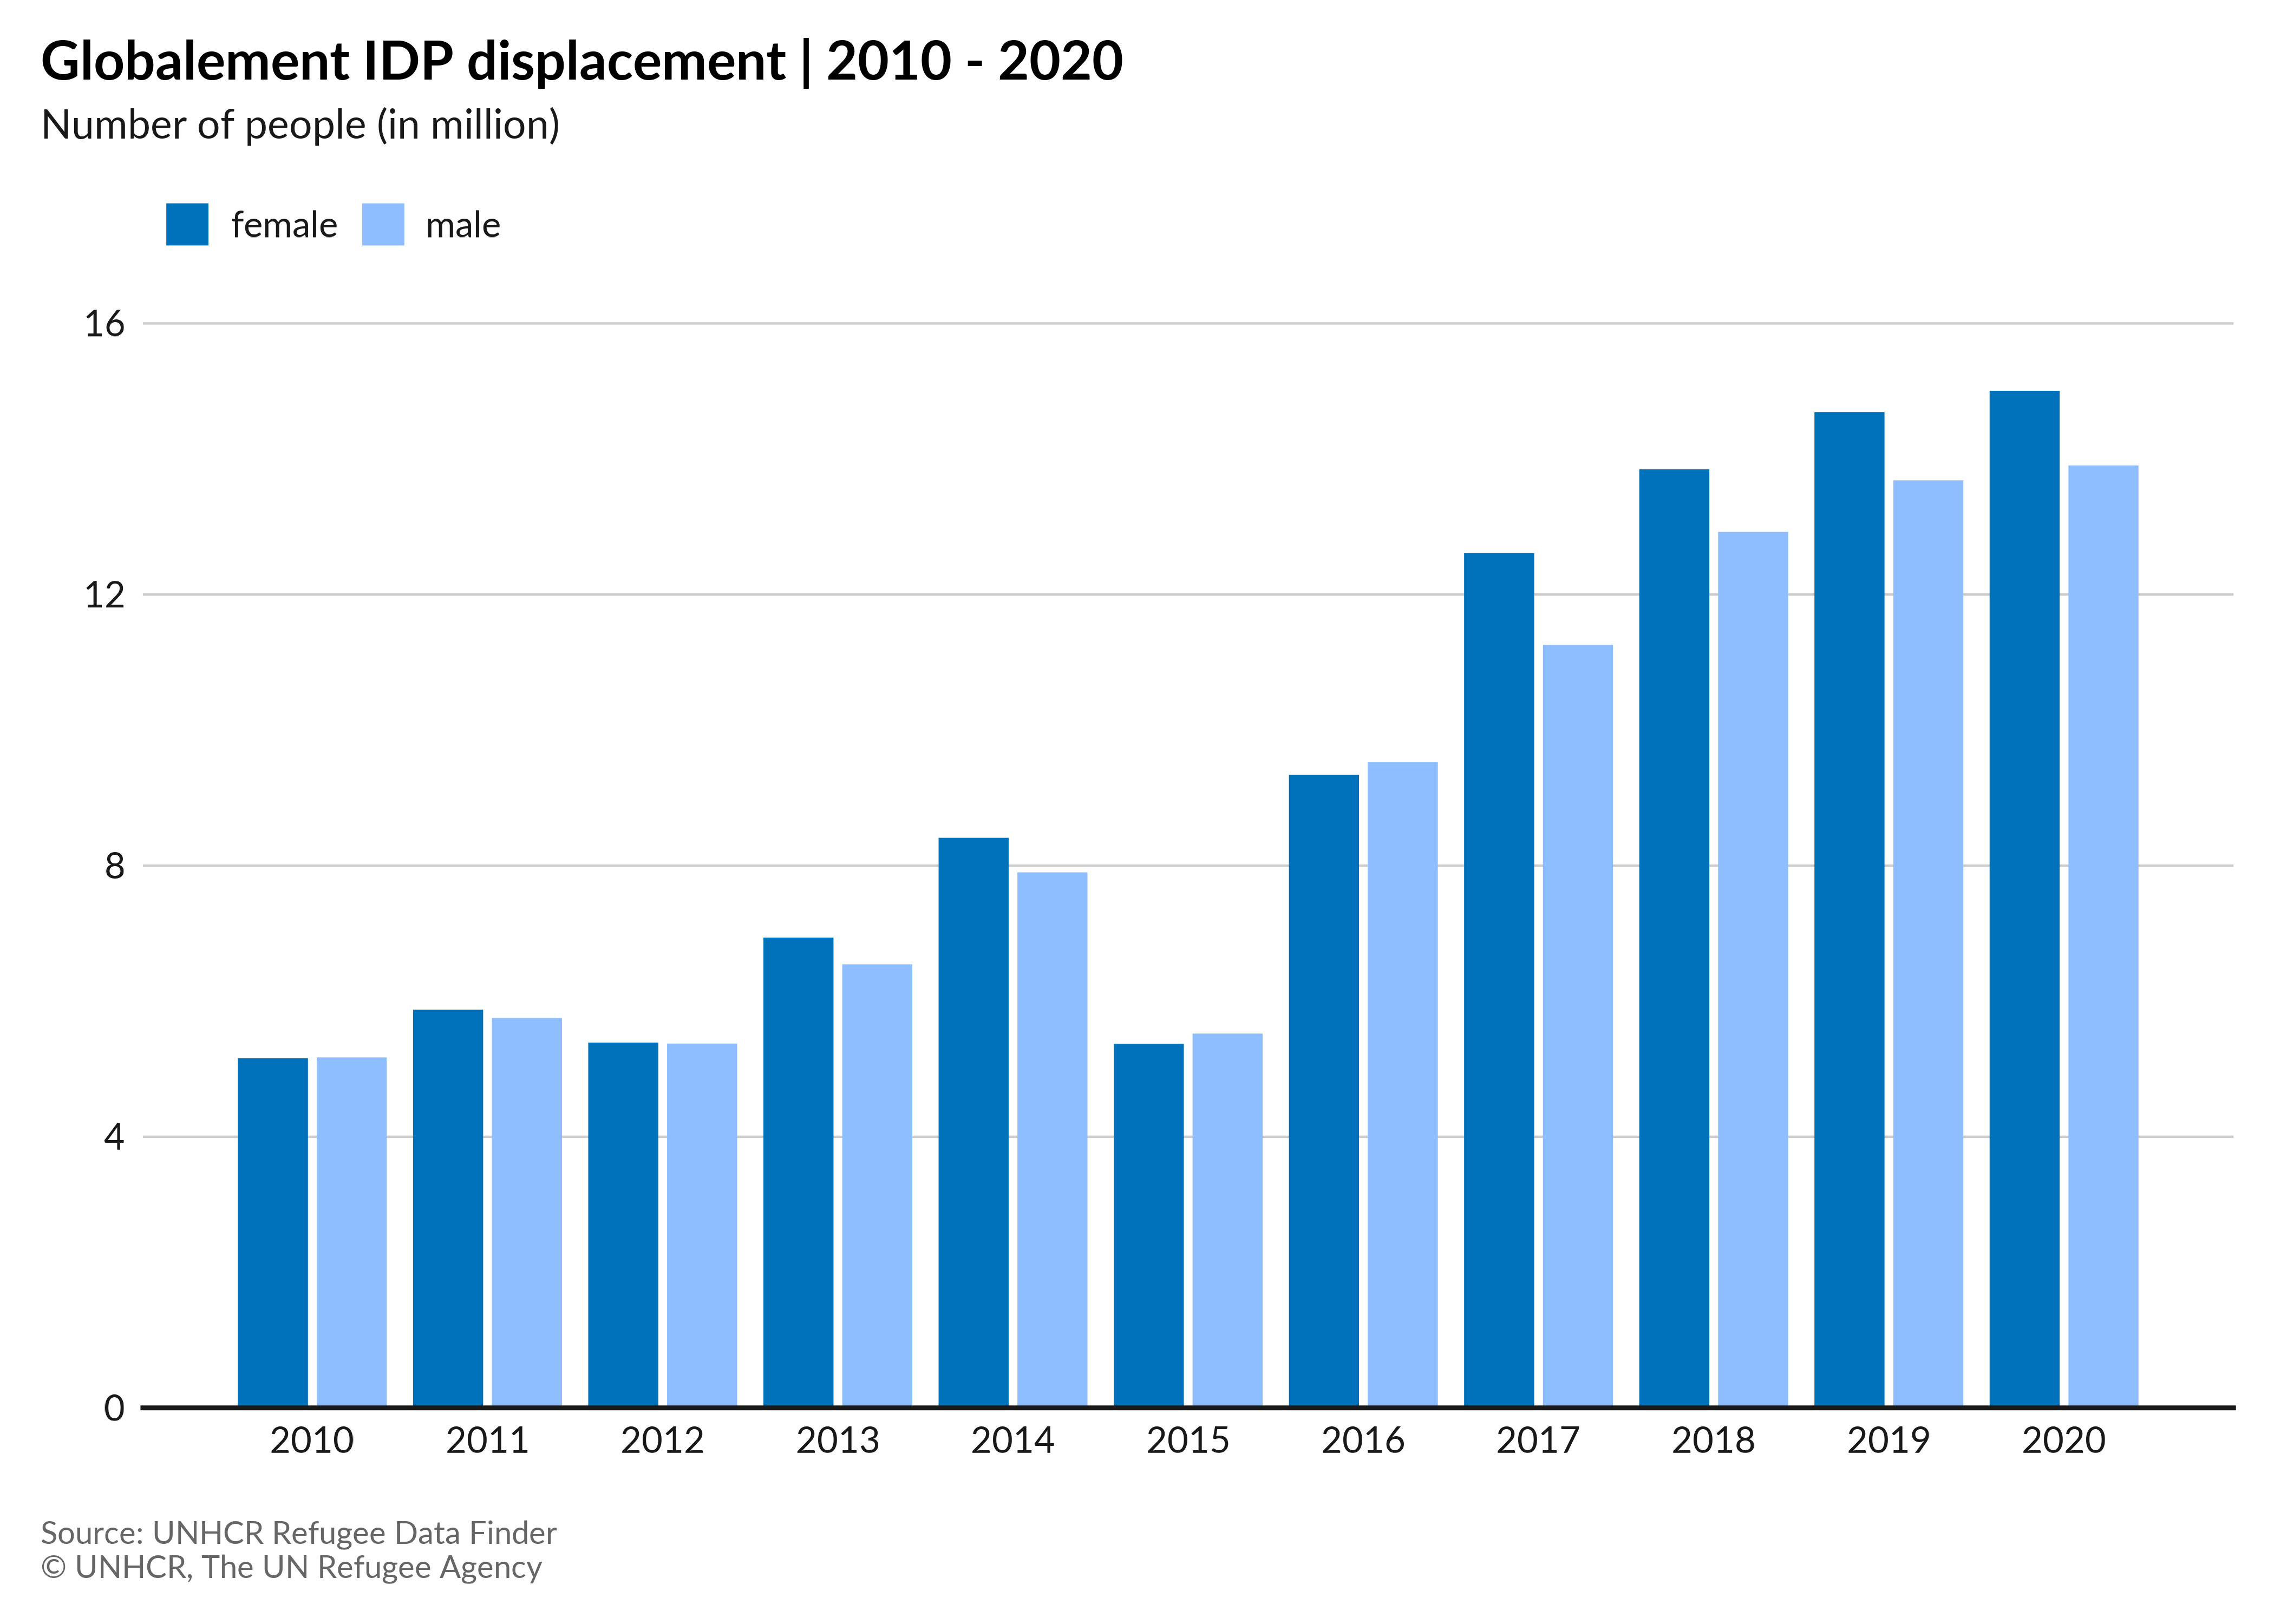 Globalement IDP displacement | 2010 - 2020
Number of people (in million)
female male
16
12
8
4
0
2010 2011 2012 2013 2014 2015 2016 2017 2018 2019 2020
Source: UNHCR Refugee Data Finder
© UNHCR, The UN Refugee Agency